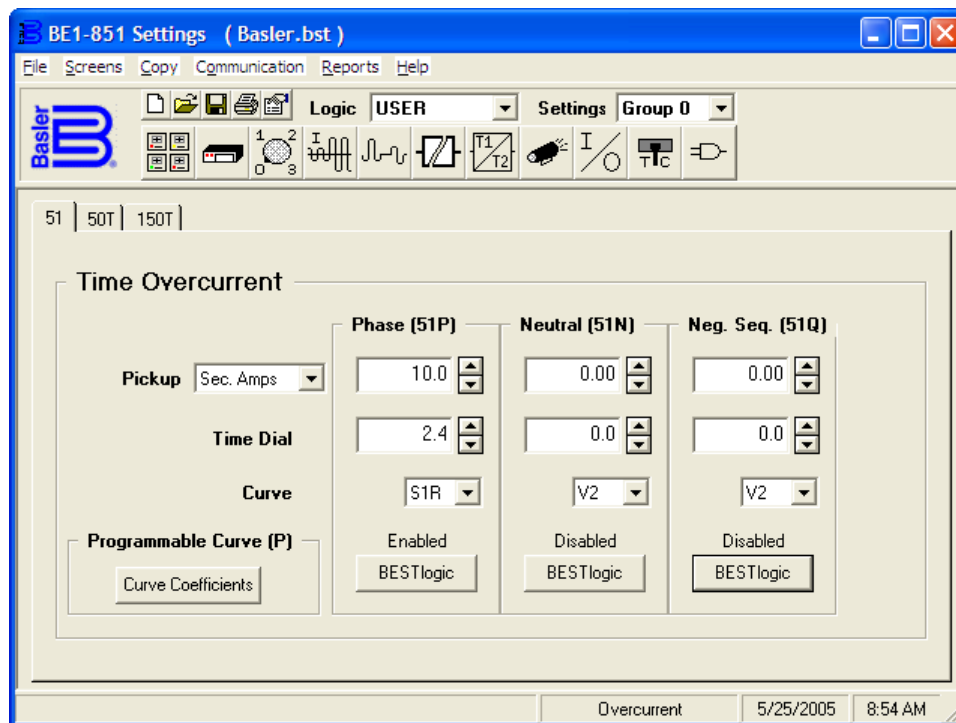 BE1-851 Settings ( Basler.bst )
File Screens Copy Communication Reports Help
Basler
Logic USER Settings Group 0
1 2 0 3 I T1 T2 I/O T C
51 50T 150T
Time Overcurrent
Phase (51P) Neutral (51N) Neg. Seq. (51Q)
Pickup Sec. Amps 10.0 0.00 0.00
Time Dial 2.4 0.0 0.0
Curve S1R V2 V2
Programmable Curve (P) Enabled Disabled Disabled
Curve Coefficients BESTlogic BESTlogic BESTlogic
Overcurrent 5/25/2005 8:54 AM